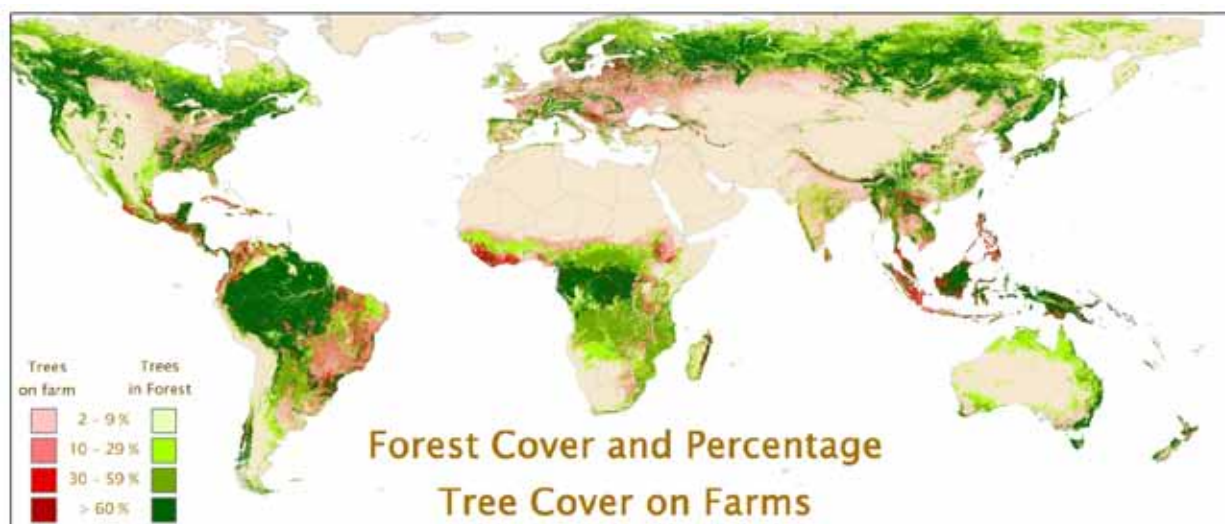 Trees Trees
on farm in Forest
2 - 9 %
10 - 29 %
30 - 59 %
> 60 %
Forest Cover and Percentage
Tree Cover on Farms